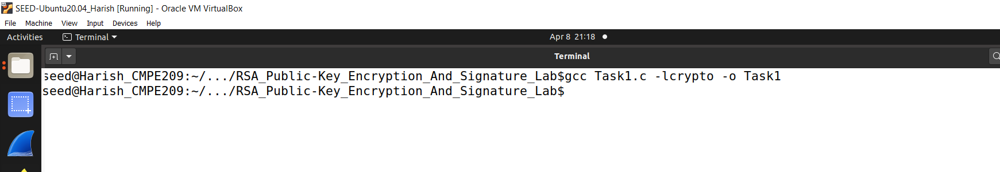 SEED-Ubuntu20.04_Harish [Running] - Oracle VM VirtualBox
File Machine View Input Devices Help
Activities Terminal Apr 8 21:18
Terminal
seed@Harish_CMPE209:~/.../RSA_Public-Key_Encryption_And_Signature_Lab$gcc Task1.c -lcrypto -o Task1
seed@Harish_CMPE209:~/.../RSA_Public-Key_Encryption_And_Signature_Lab$